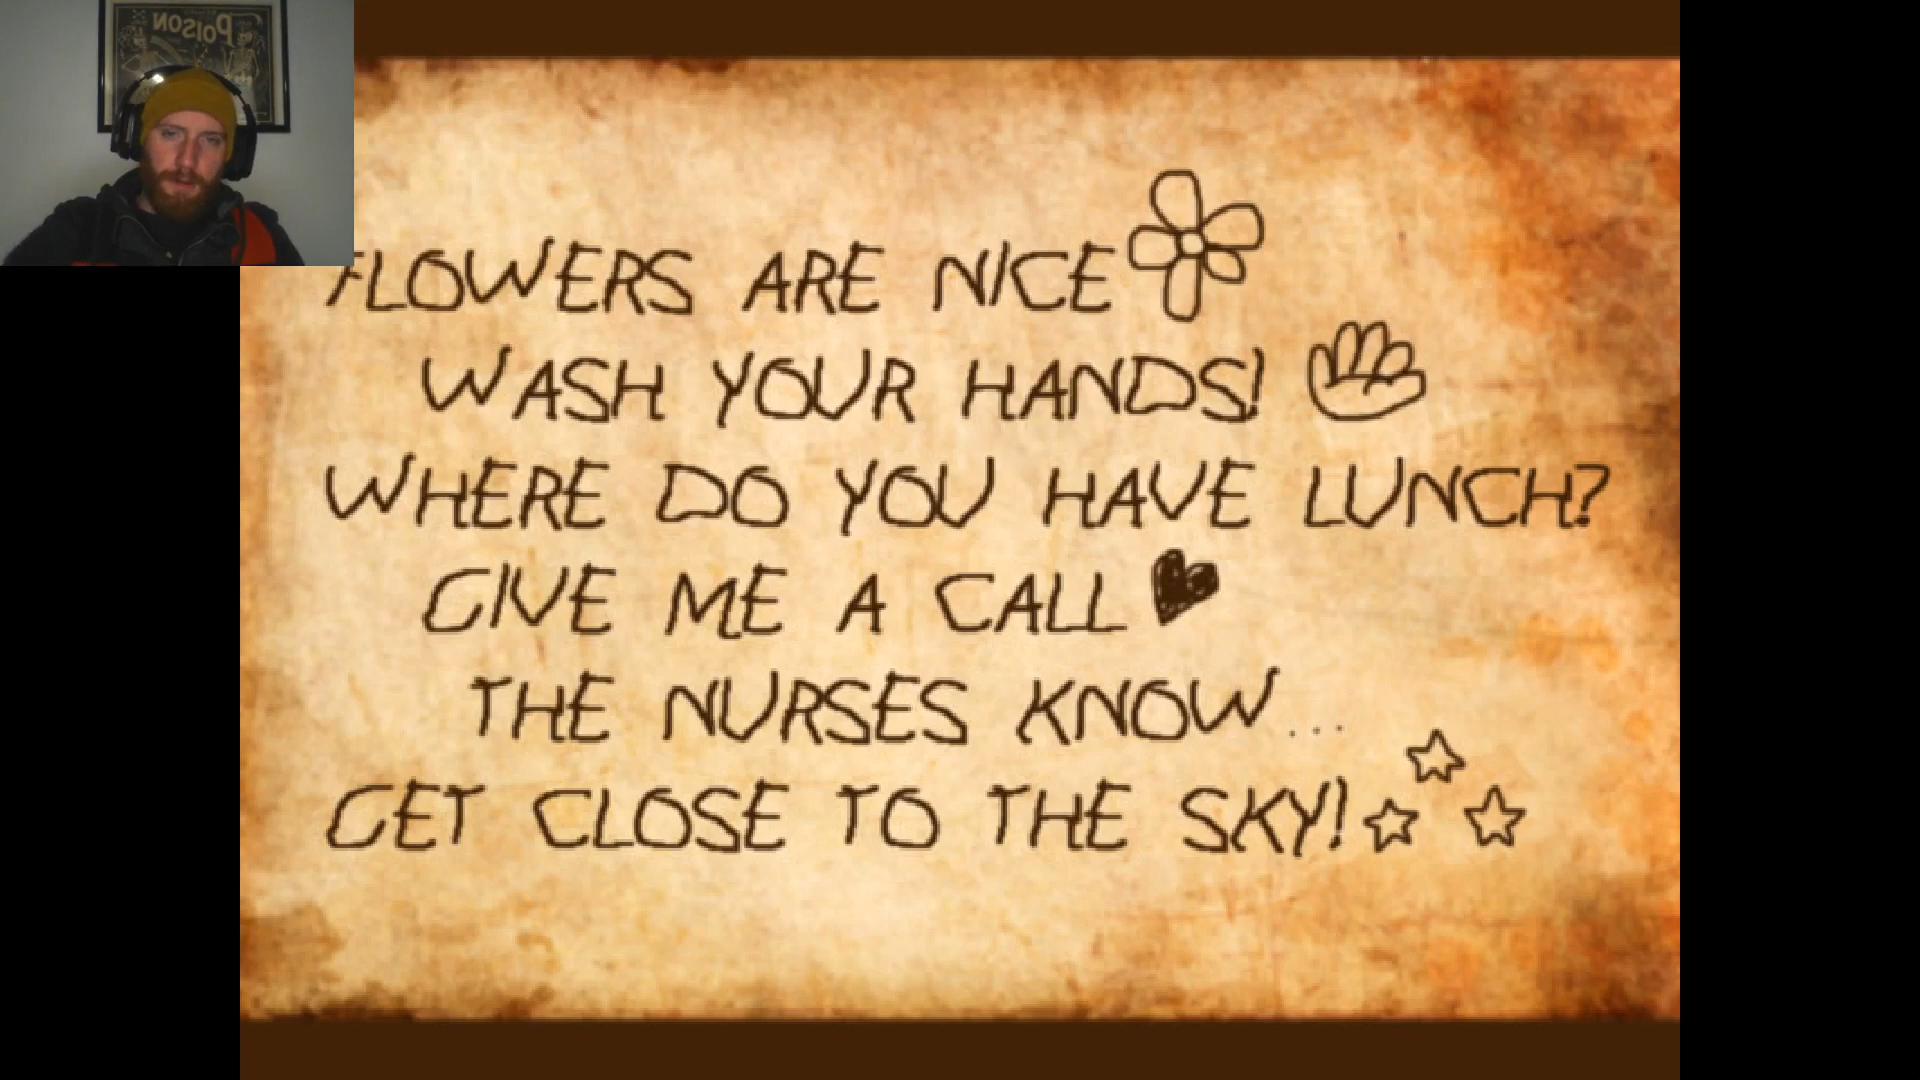 NOSIOP
FLOWERS ARE NICE
WASH YOUR HANDS!
WHERE DO YOU HAVE LUNCH?
GIVE ME A CALL
THE NURSES KNOW...
GET CLOSE TO THE SKY!